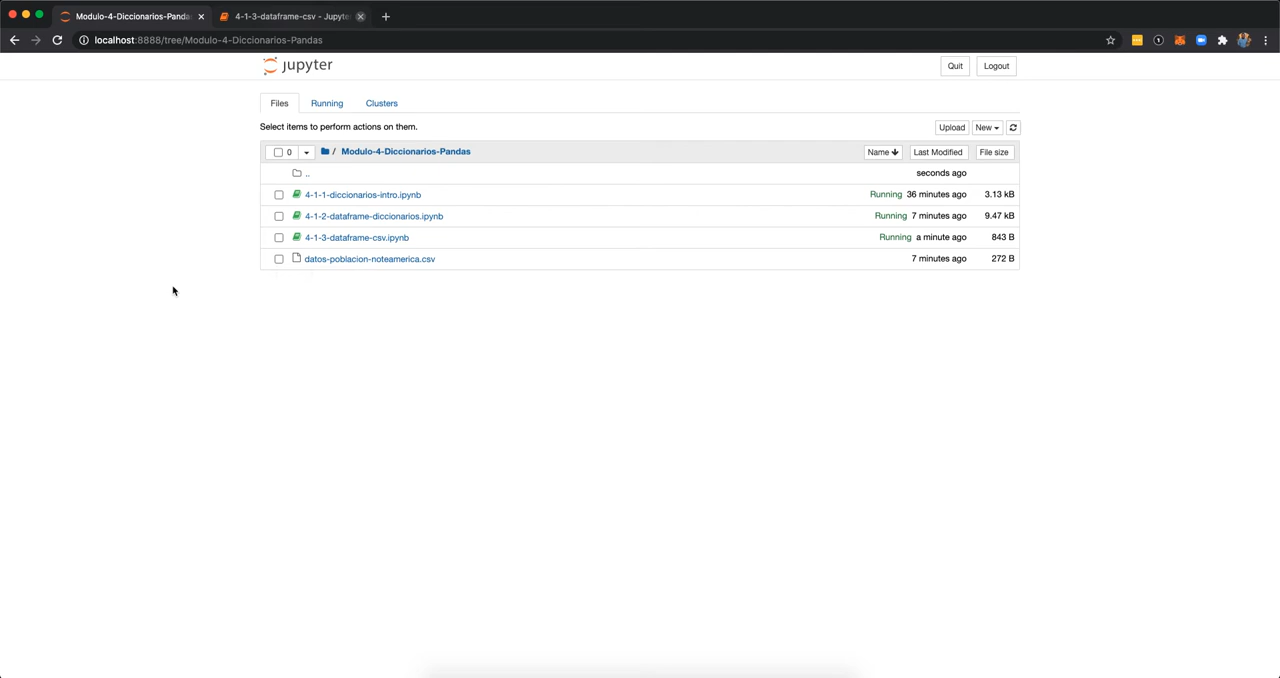 Modulo-4-Diccionarios-Pandas
4-1-3-dataframe-csv - Jupyte
localhost:8888/tree/Modulo-4-Diccionarios-Pandas
jupyter
Quit
Logout
Files
Running
Clusters
Select items to perform actions on them.
Upload
New
0
/
Modulo-4-Diccionarios-Pandas
Name
Last Modified
File size
..
seconds ago
4-1-1-diccionarios-intro.ipynb
Running
36 minutes ago
3.13 kB
4-1-2-dataframe-diccionarios.ipynb
Running
7 minutes ago
9.47 kB
4-1-3-dataframe-csv.ipynb
Running
a minute ago
843 B
datos-poblacion-noteamerica.csv
7 minutes ago
272 B